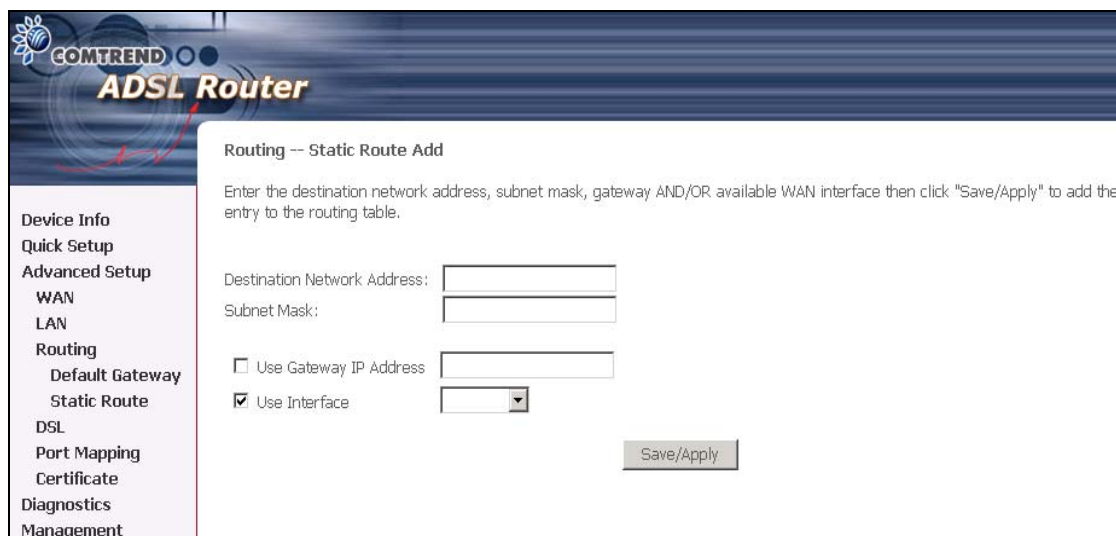 COMTREND
ADSL Router
Routing -- Static Route Add
Enter the destination network address, subnet mask, gateway AND/OR available WAN interface then click "Save/Apply" to add the
entry to the routing table.
Device Info
Quick Setup
Advanced Setup
WAN
LAN
Routing
Default Gateway
Static Route
DSL
Port Mapping
Certificate
Diagnostics
Management
Destination Network Address:
Subnet Mask:
Use Gateway IP Address
Use Interface
Save/Apply